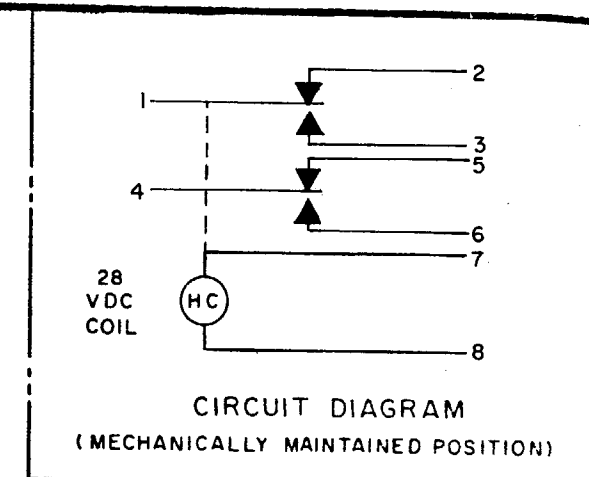 2
1
3
5
4
6
7
28
VDC
COIL
HC
8
CIRCUIT DIAGRAM
(MECHANICALLY MAINTAINED POSITION)